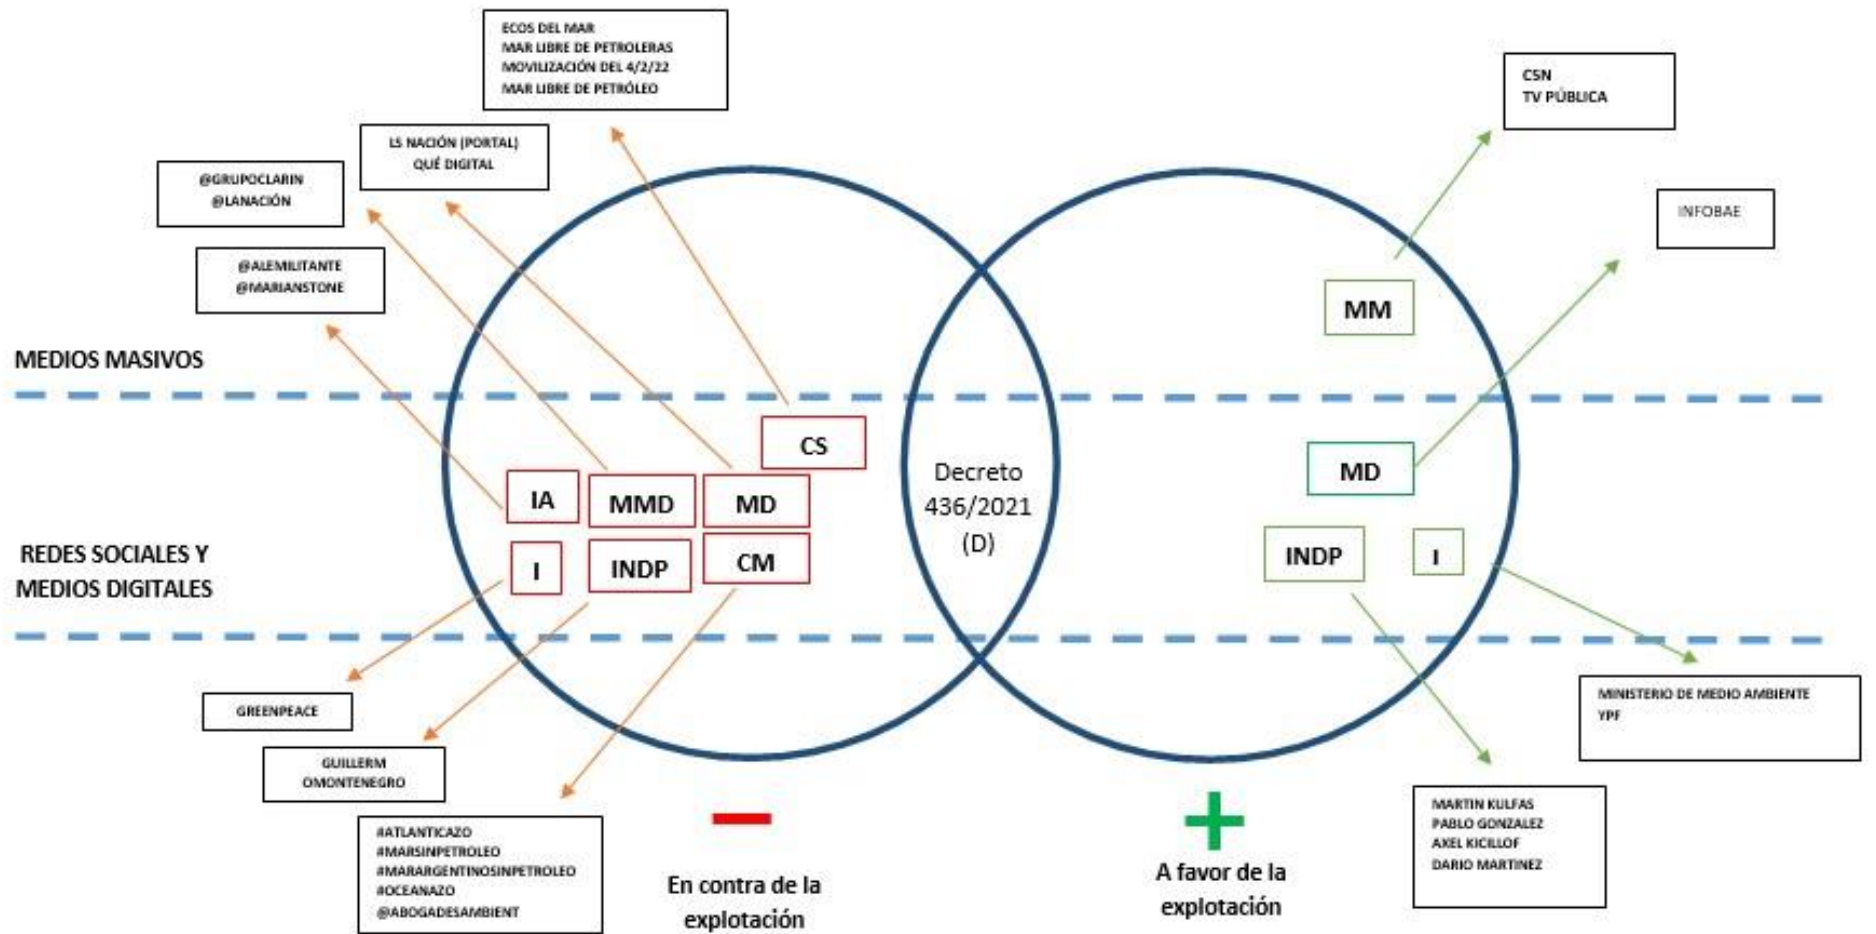 ECOS DEL MAR
MAR LIBRE DE PETROLERAS
MOVILIZACIÓN DEL 4/2/22
MAR LIBRE DE PETRÓLEO
CSN
TV PÚBLICA
LS NACIÓN (PORTAL)
QUÉ DIGITAL
@GRUPOCLARIN
@LANACIÓN
INFOBAE
@ALEMILITANTE
@MARIANSTONE
MM
MEDIOS MASIVOS
CS
IA
MMD
MD
Decreto
436/2021
(D)
MD
REDES SOCIALES Y
MEDIOS DIGITALES
I
INDP
CM
INDP
I
GREENPEACE
MINISTERIO DE MEDIO AMBIENTE
YPF
GUILLERM
OMONTENEGRO
#ATLANTICAZO
#MARSINPETROLEO
#MARARGENTINOSINPETROLEO
#OCEANAZO
@ABOGADESAMBIENT
En contra de la
explotación
A favor de la
explotación
MARTIN KULFAS
PABLO GONZALEZ
AXEL KICILLOF
DARIO MARTINEZ